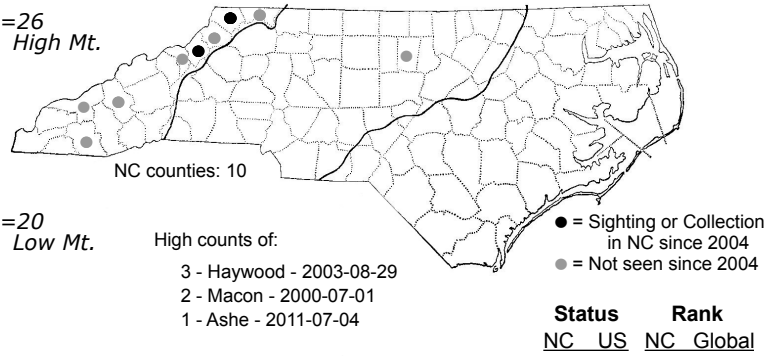 =26
High Mt.
NC counties: 10
=20
Low Mt.
High counts of:
3 - Haywood - 2003-08-29
2 - Macon - 2000-07-01
1 - Ashe - 2011-07-04
● = Sighting or Collection
in NC since 2004
● = Not seen since 2004
Status Rank
NC US NC Global